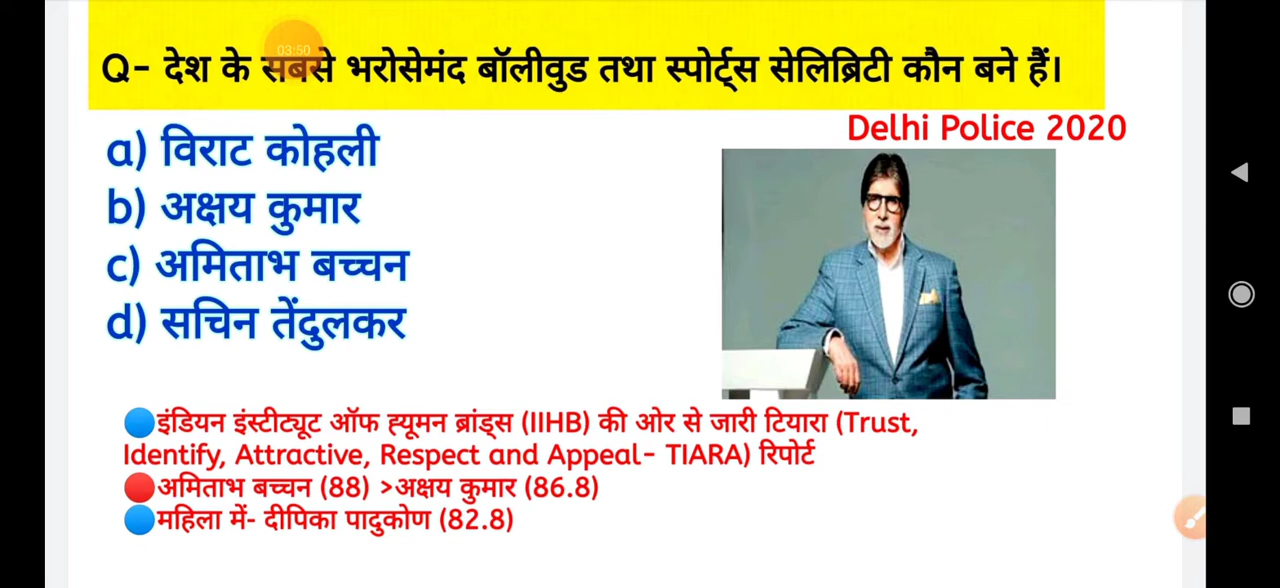 Q- देश के सबसे भरोसेमंद बॉलीवुड तथा स्पोर्ट्स सेलिब्रिटी कौन बने हैं।
03:50
Delhi Police 2020
a) विराट कोहली
b) अक्षय कुमार
c) अमिताभ बच्चन
d) सचिन तेंदुलकर
इंडियन इंस्टीट्यूट ऑफ ह्यूमन ब्रांड्स (IIHB) की ओर से जारी टियारा (Trust,
Identify, Attractive, Respect and Appeal- TIARA) रिपोर्ट
अमिताभ बच्चन (88) >अक्षय कुमार (86.8)
महिला में- दीपिका पादुकोण (82.8)